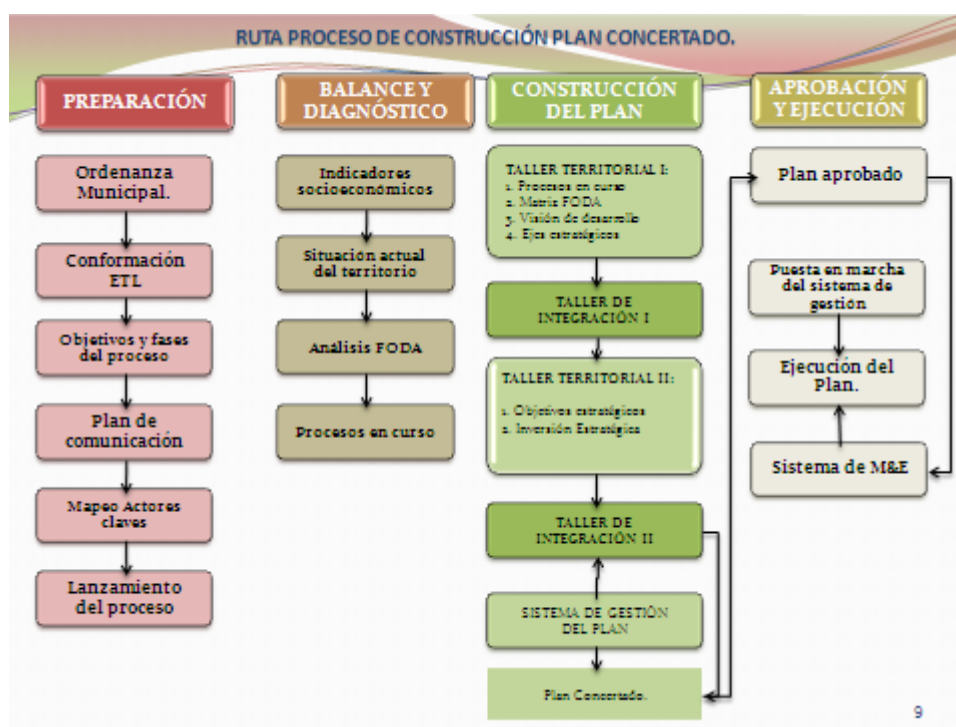 RUTA PROCESO DE CONSTRUCCIÓN PLAN CONCERTADO.
PREPARACIÓN
Ordenanza
Municipal.
Conformación
ETL
Objetivos y fases
del proceso
Plan de
comunicación
Mapeo Actores
claves
Lanzamiento
del proceso
BALANCE Y
DIAGNÓSTICO
Indicadores
socioeconómicos
Situación actual
del territorio
Análisis FODA
Procesos en curso
CONSTRUCCIÓN
DEL PLAN
TALLER TERRITORIAL I:
1. Procesos en curso
2. Matriz FODA
3. Visión de desarrollo
4. Ejes estratégicos
TALLER DE
INTEGRACIÓN I
TALLER TERRITORIAL II:
1. Objetivos estratégicos
2. Inversión Estratégica
TALLER DE
INTEGRACIÓN II
SISTEMA DE GESTIÓN
DEL PLAN
Plan Concertado.
APROBACIÓN
Y EJECUCIÓN
Plan aprobado
Puesta en marcha
del sistema de
gestión
Ejecución del
Plan.
Sistema de M&E
9